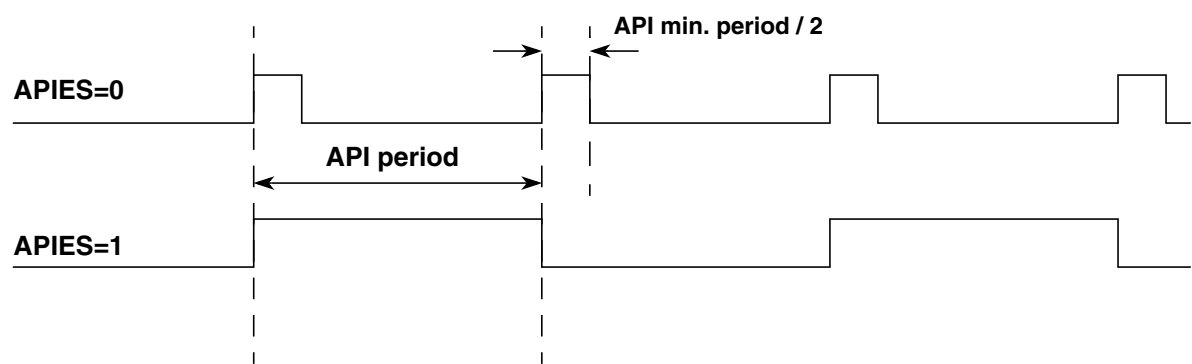 API min. period / 2
APIES=0
API period
APIES=1